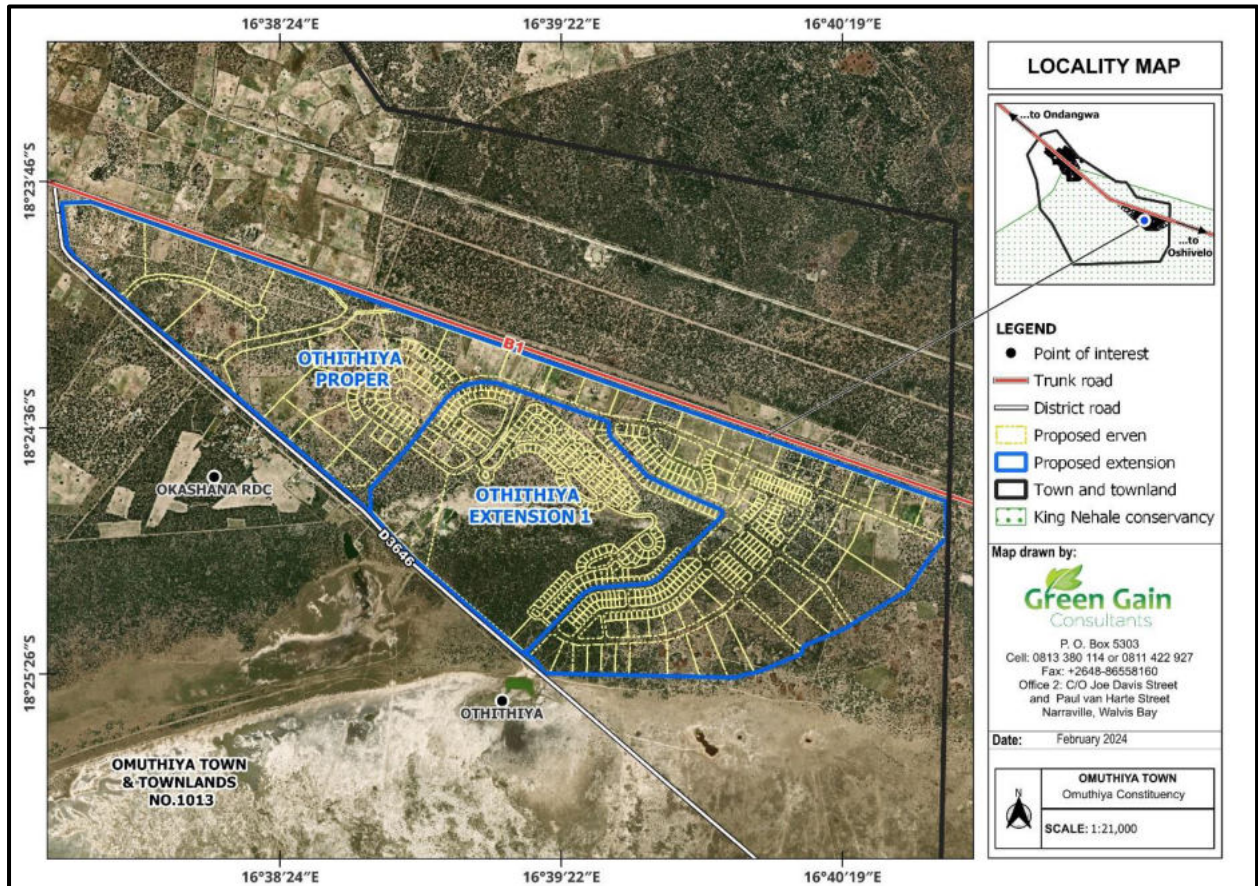 16°38′24″E
16°39′22″E
16°40′19″E
18°23′46″S
18°24′36″S
18°25′26″S
B1
OTHITHIYA
PROPER
OKASHANA RDC
OTHITHIYA
EXTENSION 1
D3646
OTHITHIYA
OMUTHIYA TOWN
& TOWNLANDS
NO.1013
16°38′24″E
16°39′22″E
16°40′19″E
LOCALITY MAP
...to Ondangwa
...to
Oshivelo
LEGEND
Point of interest
Trunk road
District road
Proposed erven
Proposed extension
Town and townland
King Nehale conservancy
Map drawn by:
Green Gain
Consultants
P. O. Box 5303
Cell: 0813 380 114 or 0811 422 927
Fax: +2648-86558160
Office 2: C/O Joe Davis Street
and Paul van Harte Street
Narraville, Walvis Bay
Date: February 2024
N
OMUTHIYA TOWN
Omuthiya Constituency
SCALE: 1:21,000